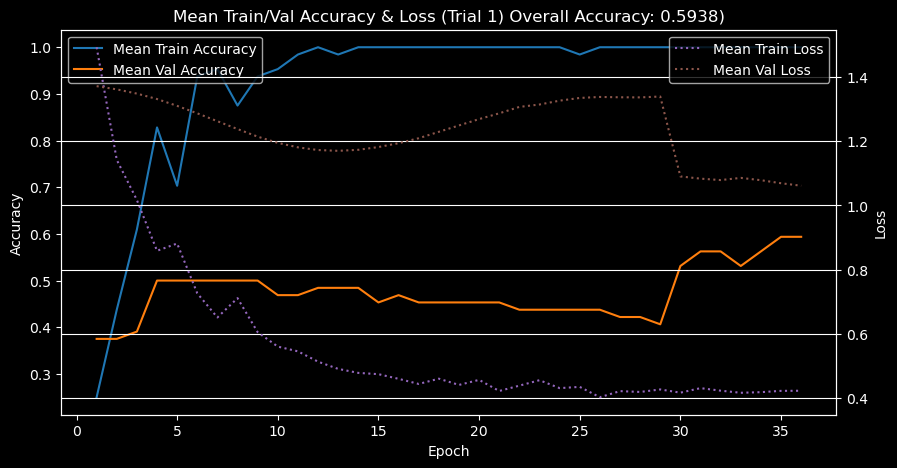 Mean Train/Val Accuracy & Loss (Trial 1) Overall Accuracy: 0.5938)
Mean Train Accuracy
Mean Val Accuracy
Mean Train Loss
Mean Val Loss
1.0
0.9
0.8
0.7
0.6
0.5
0.4
0.3
Accuracy
1.4
1.2
1.0
0.8
0.6
0.4
Loss
0 5 10 15 20 25 30 35
Epoch